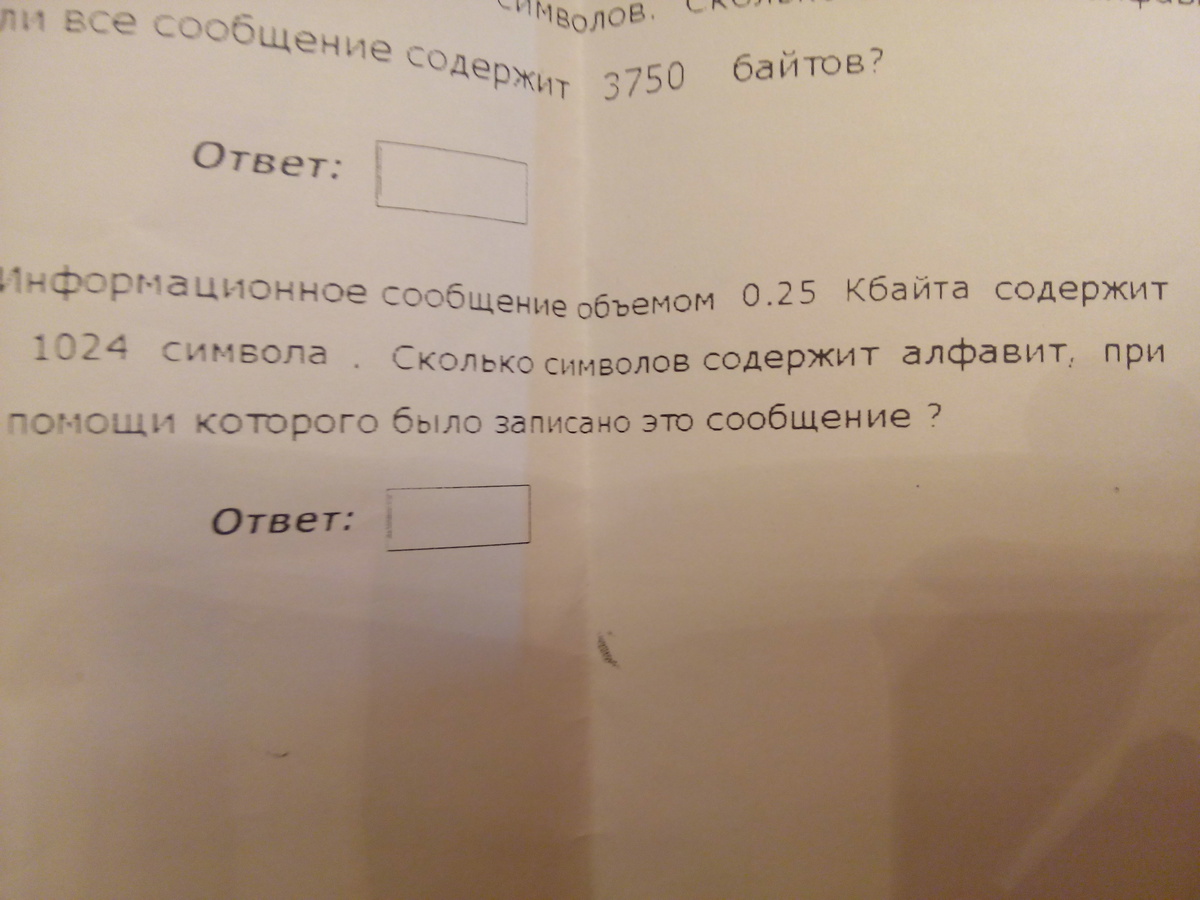 символов.
все сообщение содержит 3750 байтов?
Ответ:
Информационное сообщение объемом 0.25 Кбайта содержит
1024 символа . Сколько символов содержит алфавит, при
помощи которого было записано это сообщение ?
Ответ: